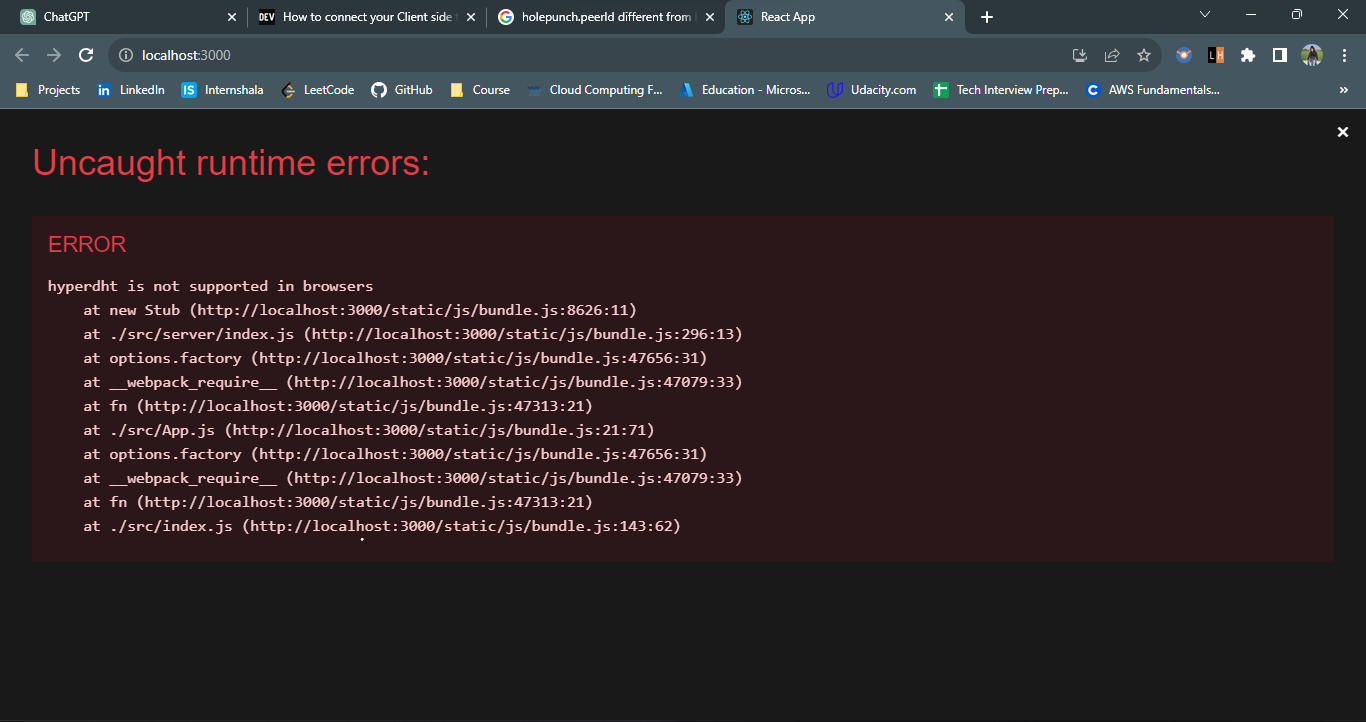 ChatGPT
DEV How to connect your Client side
holepunch.peerId different from
React App
localhost:3000
Projects
in LinkedIn
IS Internshala
LeetCode
GitHub
Course
Cloud Computing F...
Education - Micros...
Udacity.com
Tech Interview Prep...
C AWS Fundamentals...
»
Uncaught runtime errors:
ERROR
hyperdht is not supported in browsers
at new Stub (http://localhost:3000/static/js/bundle.js:8626:11)
at ./src/server/index.js (http://localhost:3000/static/js/bundle.js:296:13)
at options.factory (http://localhost:3000/static/js/bundle.js:47656:31)
at __webpack_require__ (http://localhost:3000/static/js/bundle.js:47079:33)
at fn (http://localhost:3000/static/js/bundle.js:47313:21)
at ./src/App.js (http://localhost:3000/static/js/bundle.js:21:71)
at options.factory (http://localhost:3000/static/js/bundle.js:47656:31)
at __webpack_require__ (http://localhost:3000/static/js/bundle.js:47079:33)
at fn (http://localhost:3000/static/js/bundle.js:47313:21)
at ./src/index.js (http://localhost:3000/static/js/bundle.js:143:62)